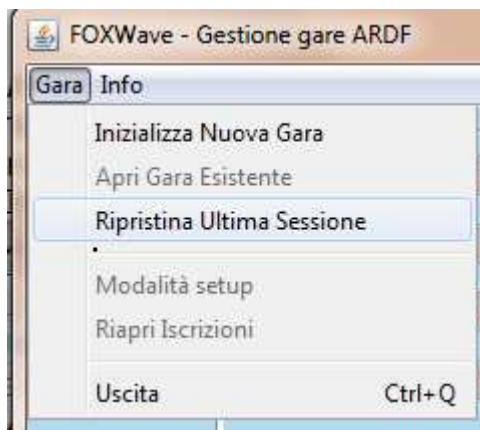 FOXWave - Gestione gare ARDF
Gara Info
Inizializza Nuova Gara
Apri Gara Esistente
Ripristina Ultima Sessione
Modalità setup
Riapri Iscrizioni
Uscita Ctrl+Q